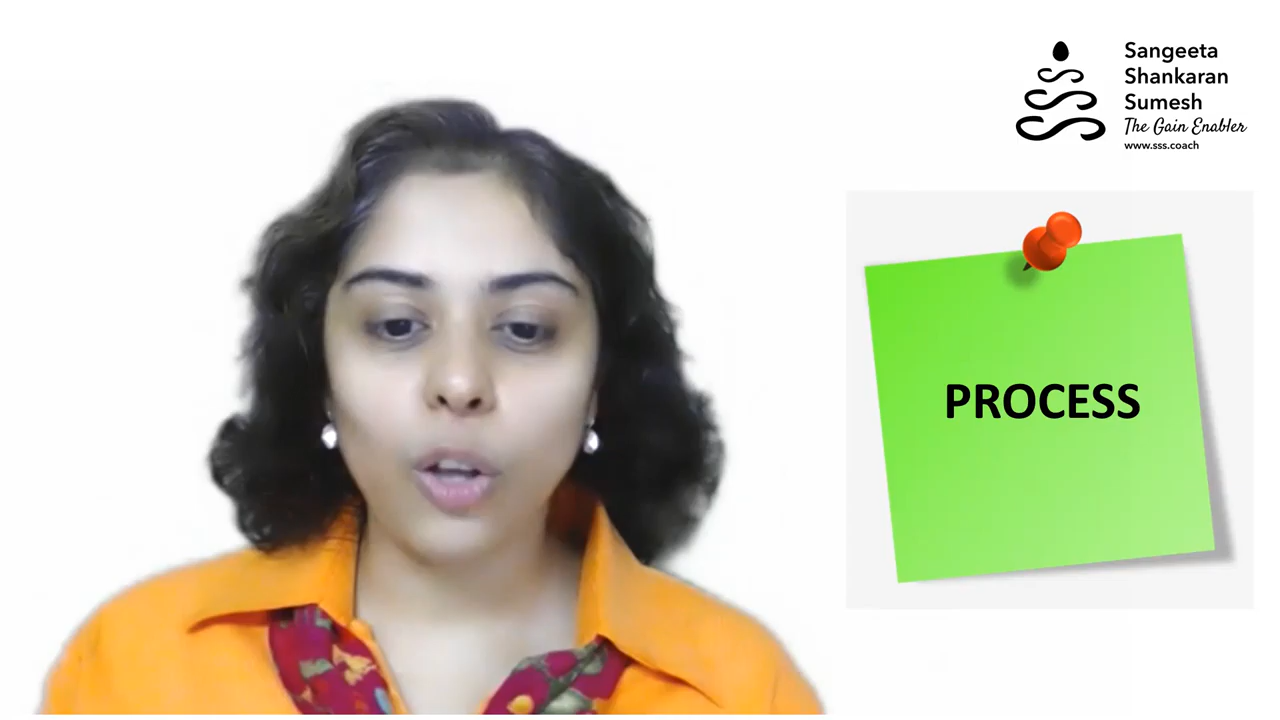 Sangeeta
Shankaran
Sumesh
The Gain Enabler
www.sss.coach
PROCESS